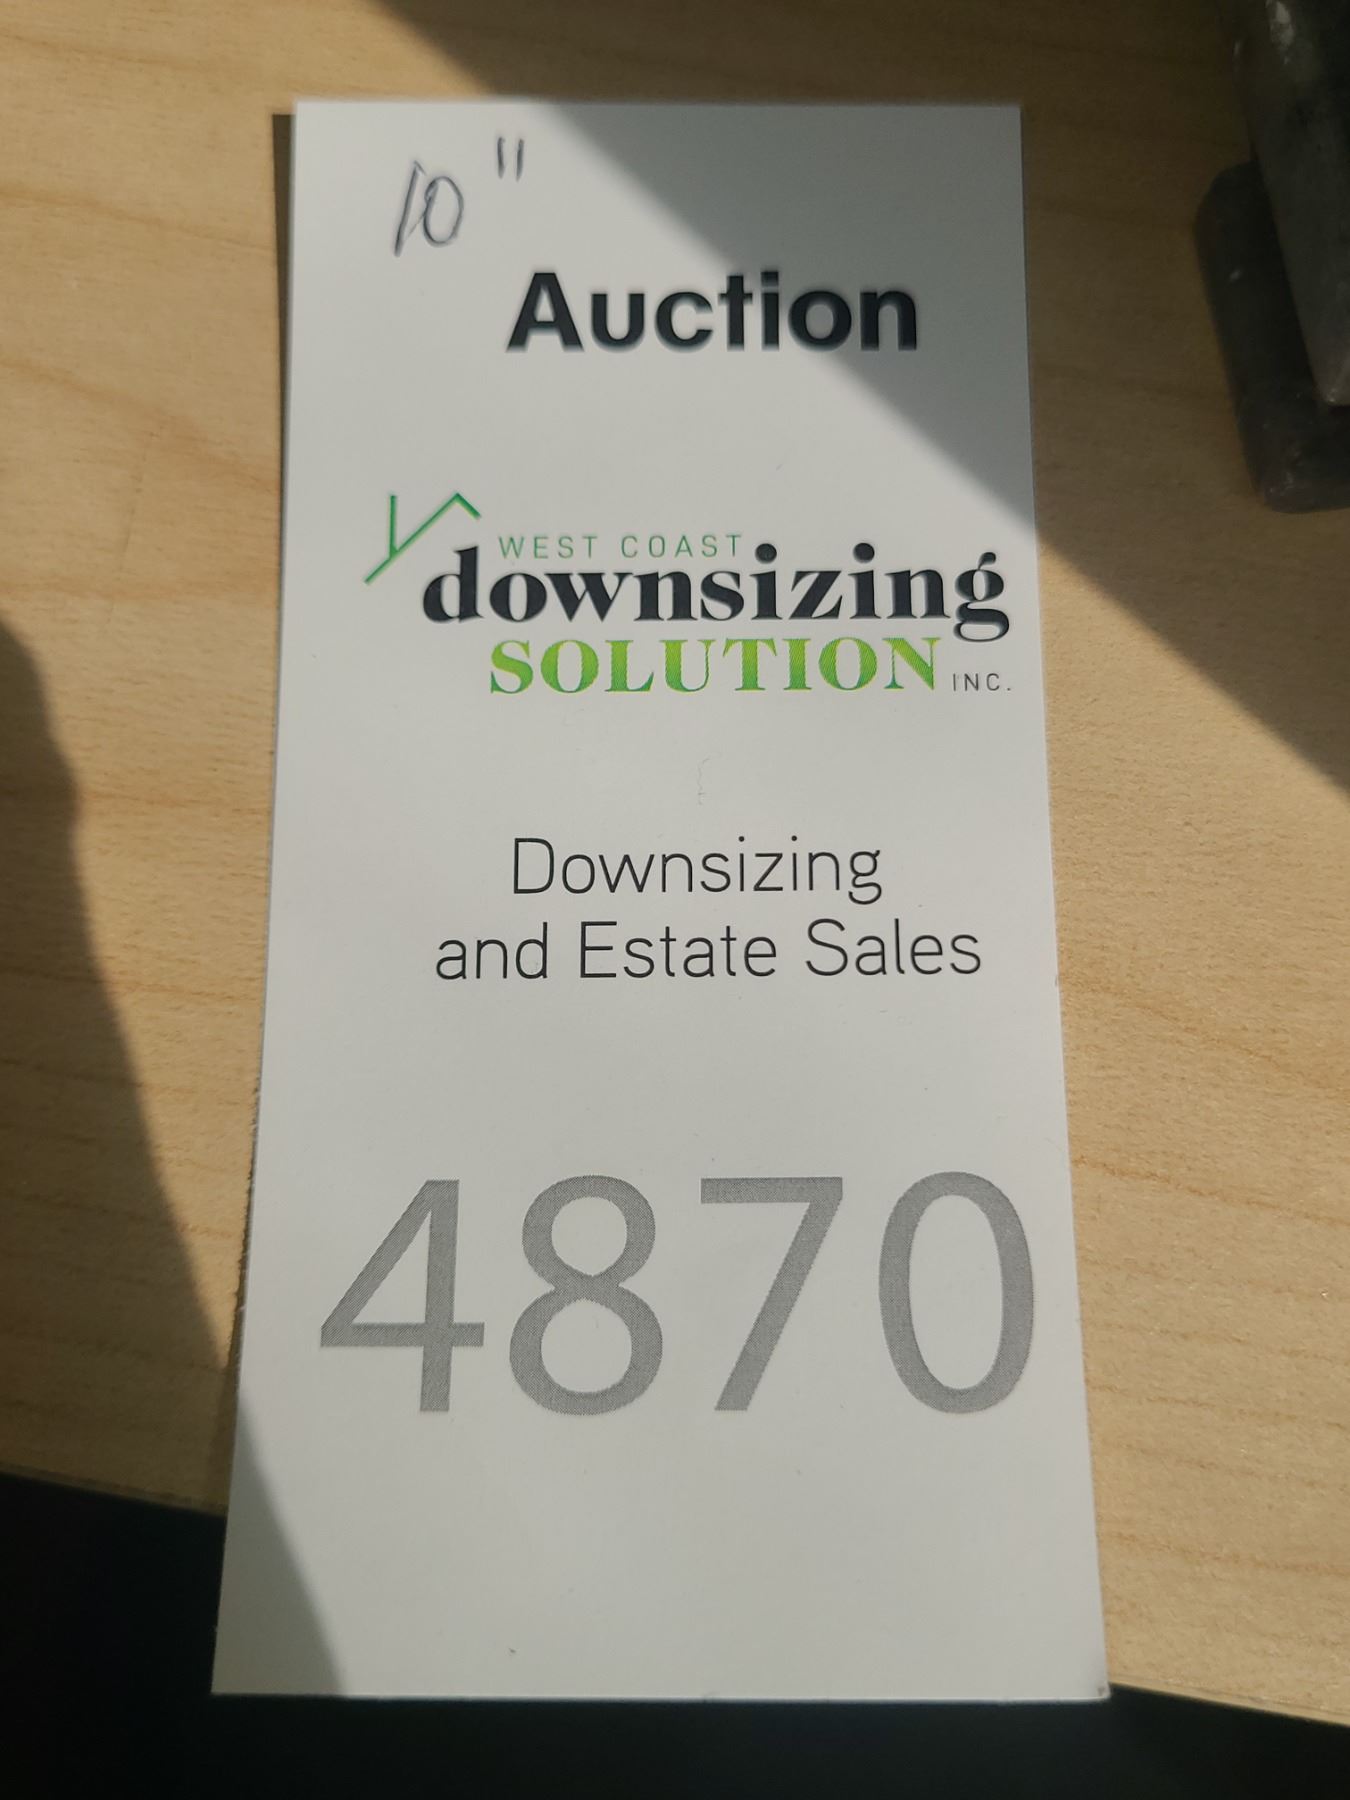 10"
Auction
WEST COAST
downsizing
SOLUTION INC.
Downsizing
and Estate Sales
4870